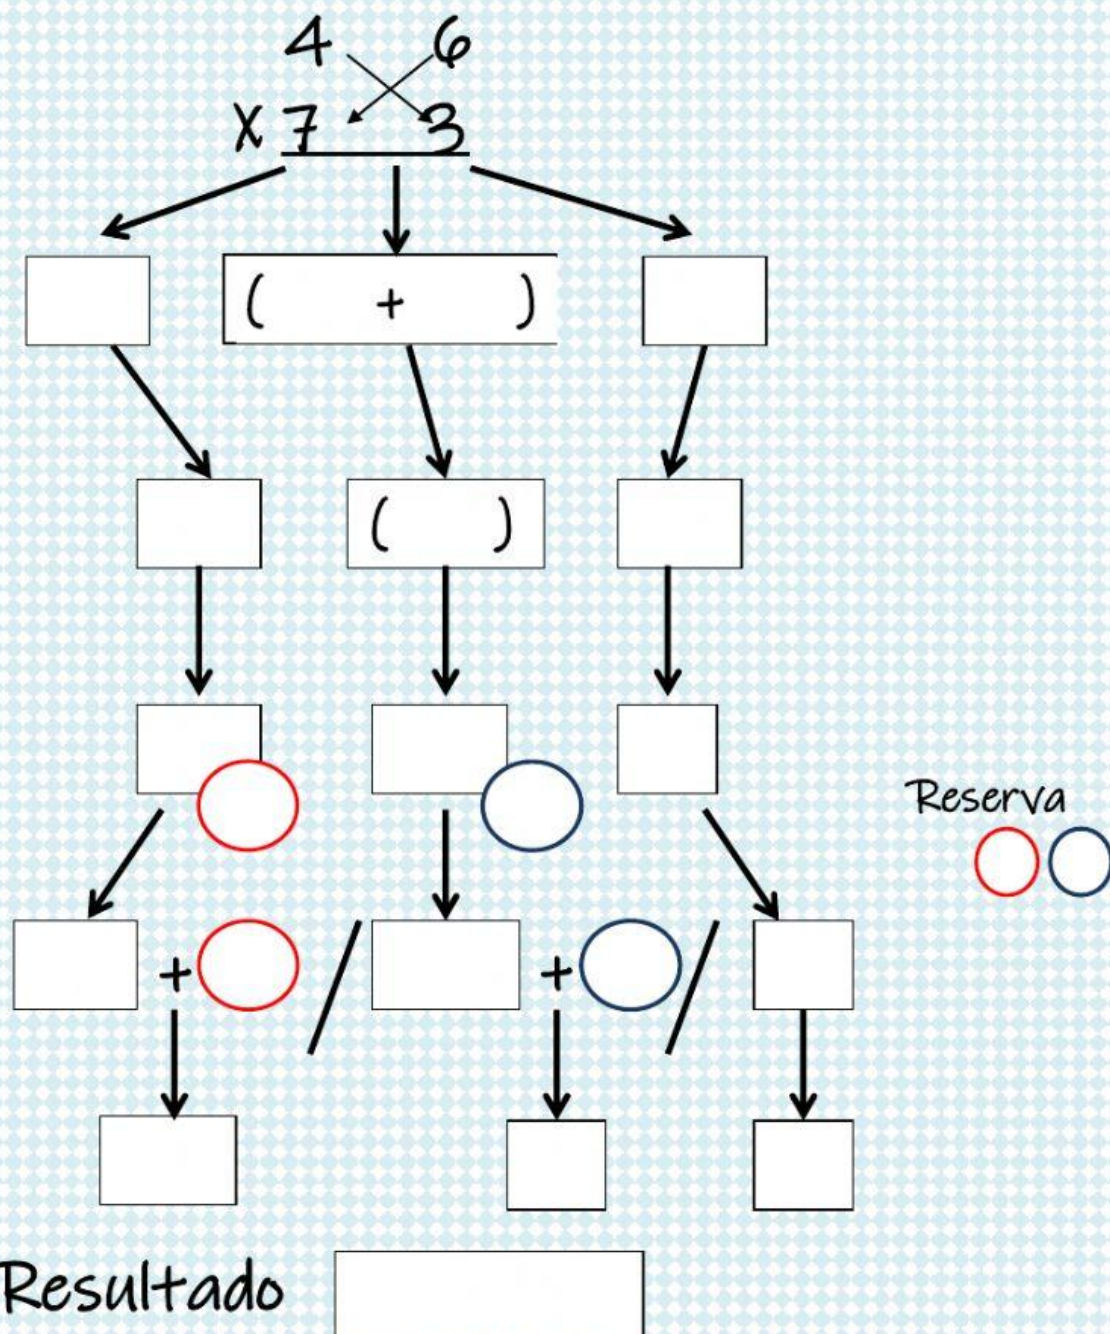 4 6
X 7 3
( + )
( )
Reserva
+ / + /
Resultado